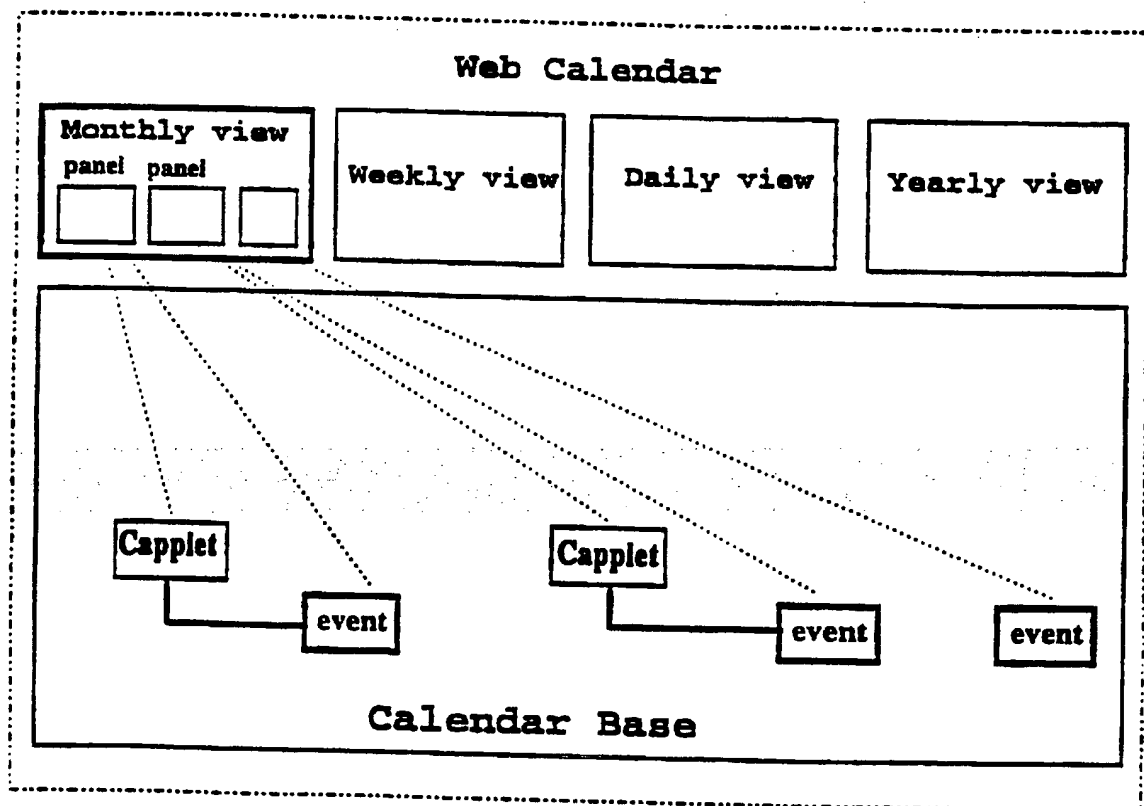 Web Calendar
Monthly view
panel panel
Weekly view
Daily view
Yearly view
Capplet
Capplet
event
event
event
Calendar Base